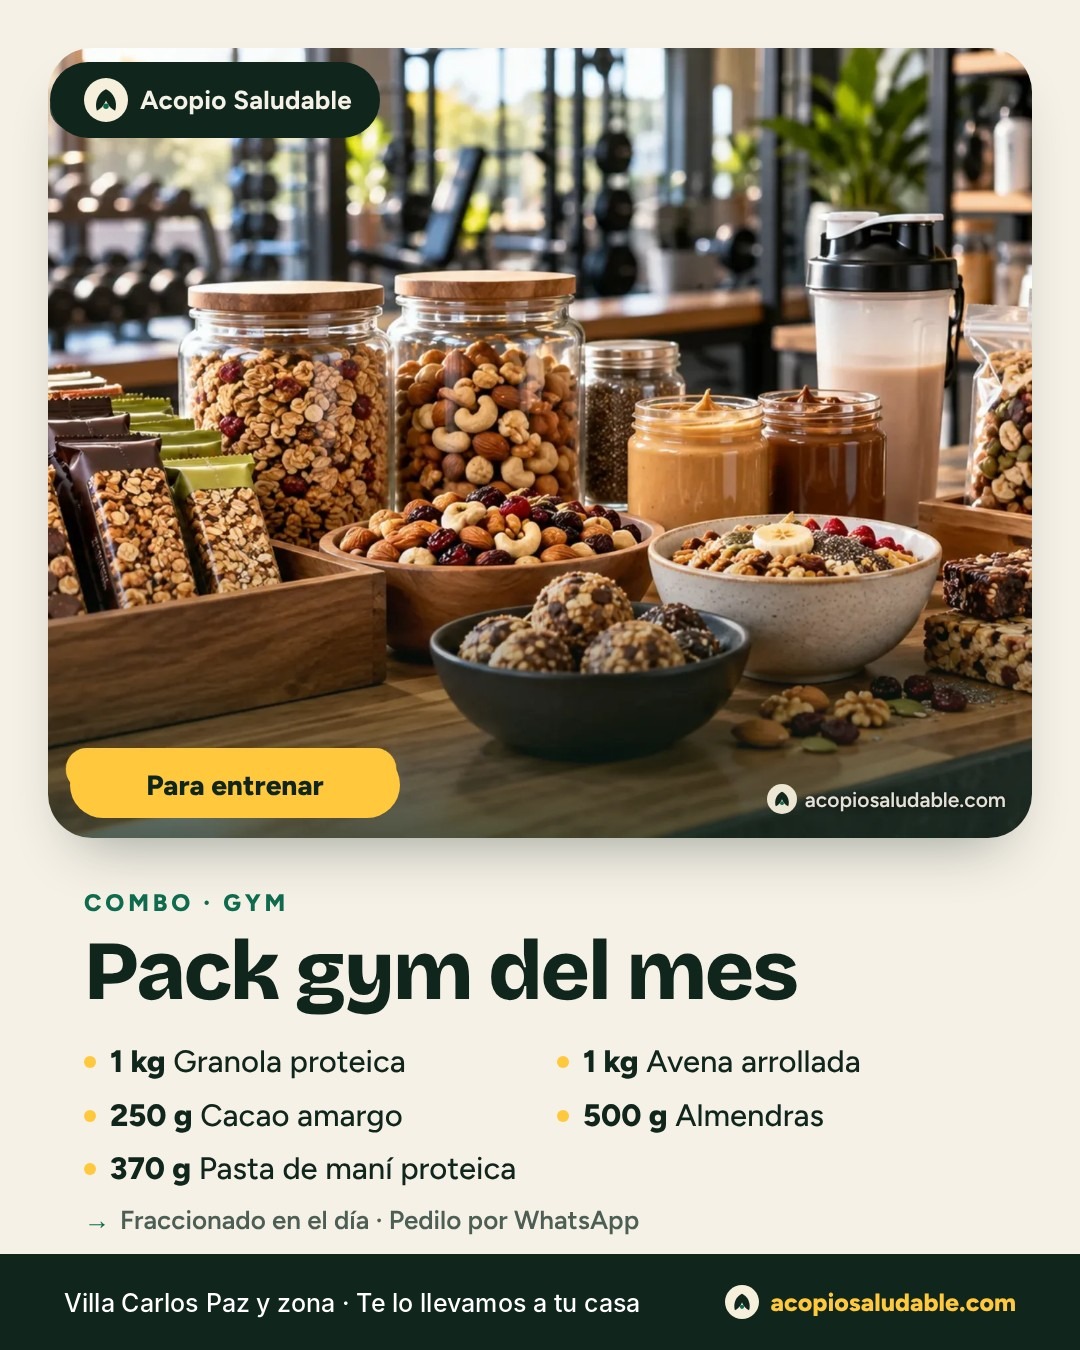 Acopio Saludable
Para entrenar
acopiosaludable.com
COMBO · GYM
Pack gym del mes
1 kg Granola proteica
1 kg Avena arrollada
250 g Cacao amargo
500 g Almendras
370 g Pasta de maní proteica
→ Fraccionado en el día · Pedilo por WhatsApp
Villa Carlos Paz y zona · Te lo llevamos a tu casa
acopiosaludable.com